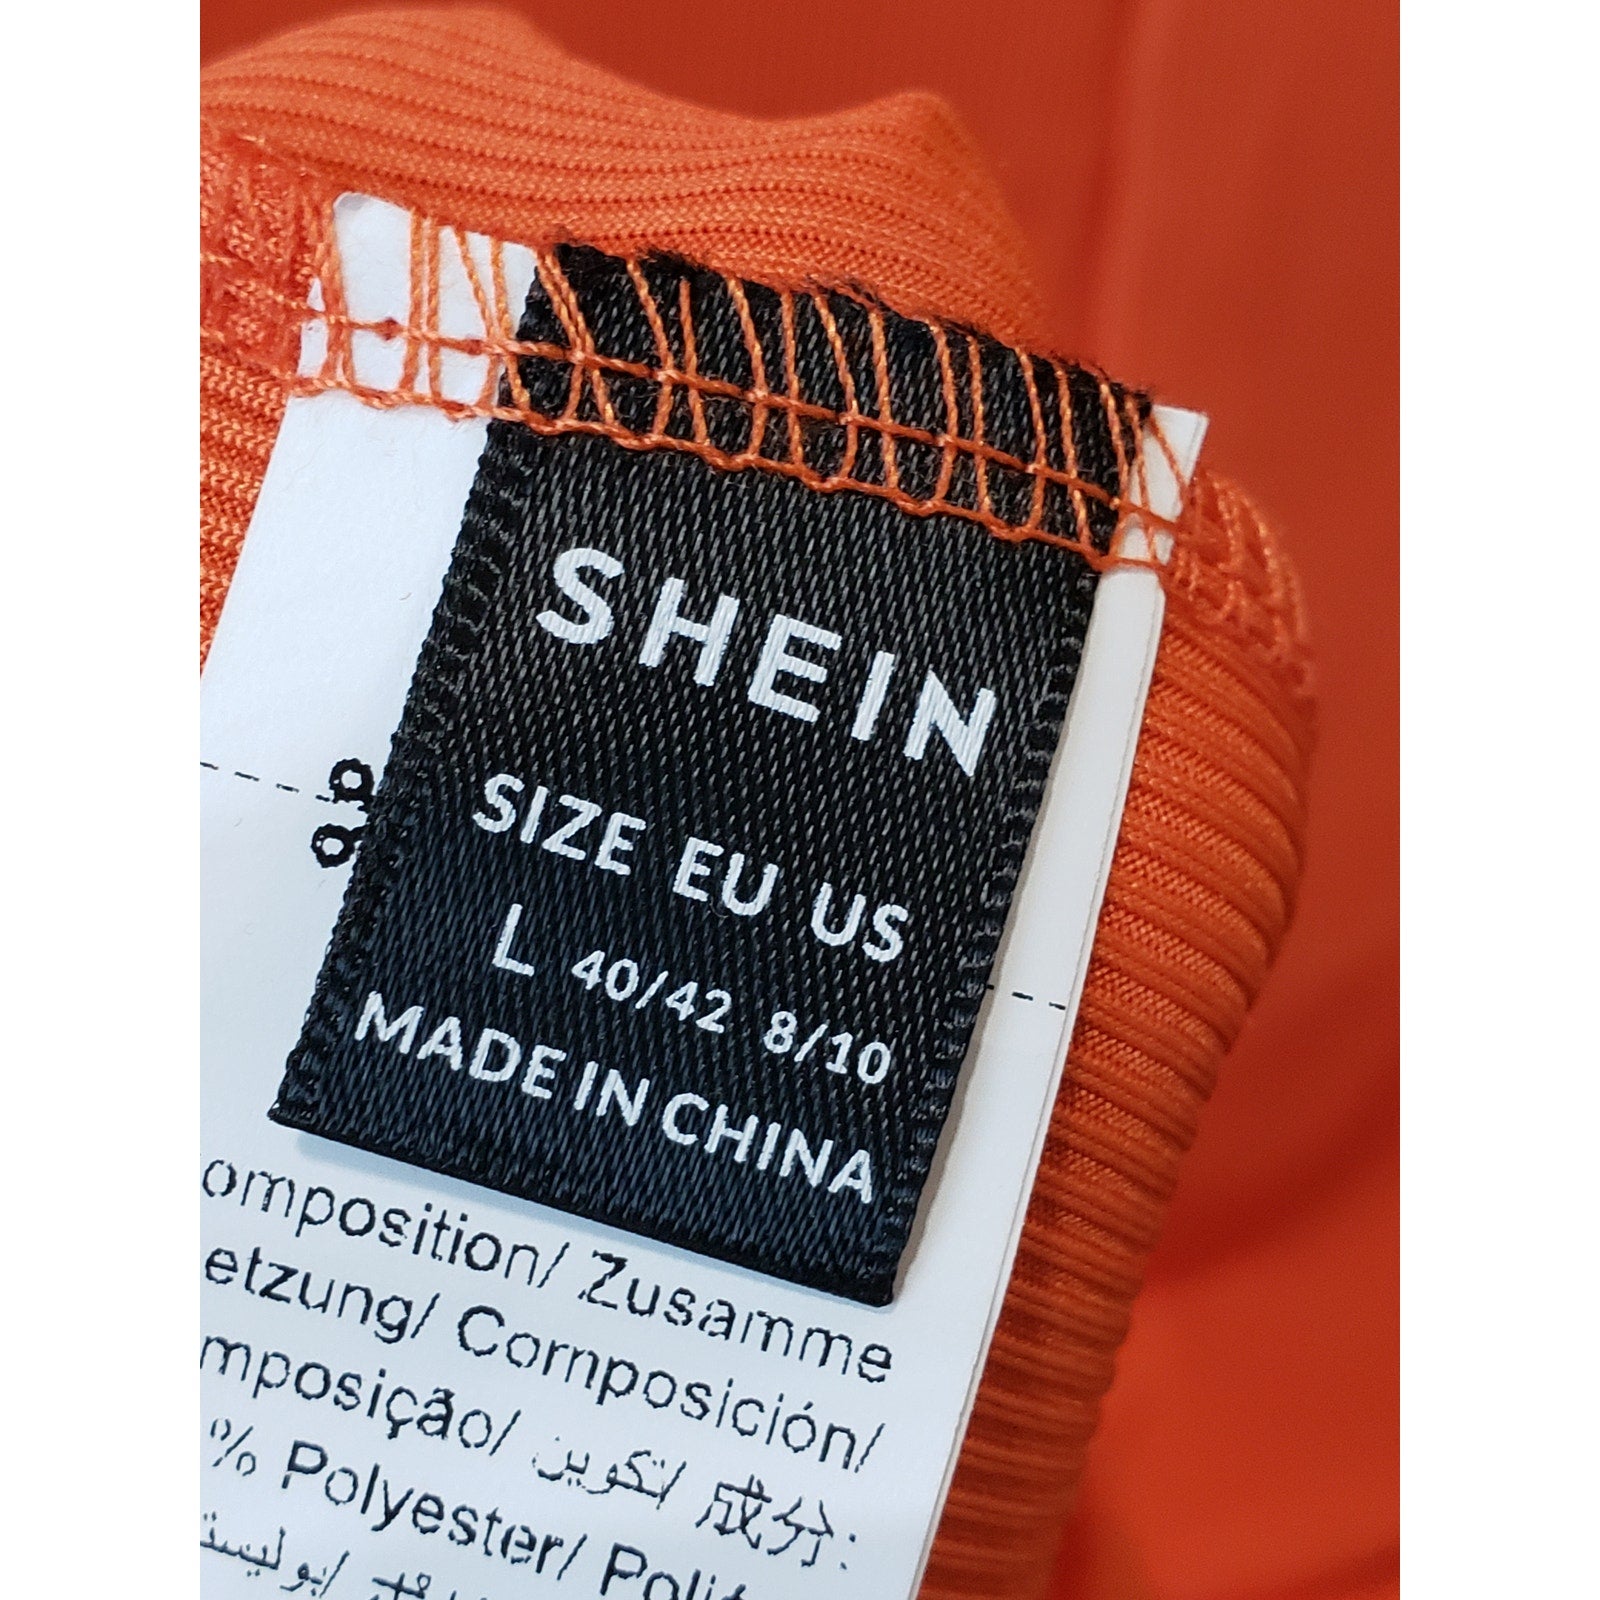 SHEIN
SIZE EU US
L 40/42 8/10
MADE IN CHINA
omposition/ Zusamme
etzung/ Composición/
mposição/ تكوين/ 成分:
% Polyester/